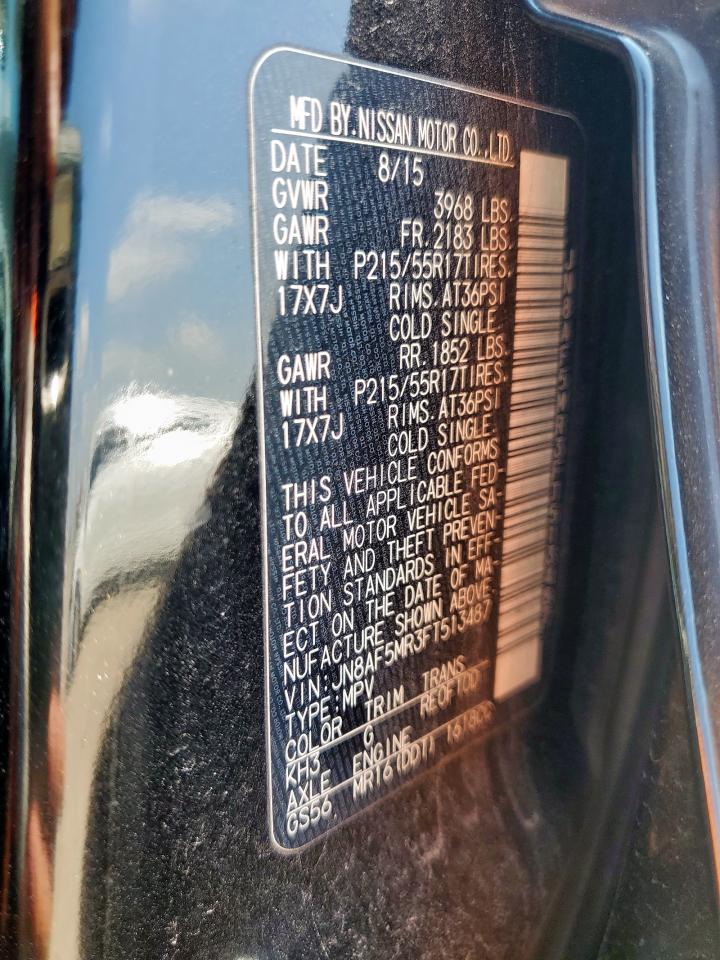 MFD BY.NISSAN MOTOR CO.,LTD.
DATE 8/15
GVWR 3968 LBS.
GAWR FR.2183 LBS.
WITH P215/55R17TIRES.
17X7J RIMS.AT36PSI
COLD SINGLE.
GAWR RR.1852 LBS.
WITH P215/55R17TIRES.
17X7J RIMS.AT36PSI
COLD SINGLE.
THIS VEHICLE CONFORMS
TO ALL APPLICABLE FED-
ERAL MOTOR VEHICLE SA-
FETY AND THEFT PREVEN-
TION STANDARDS IN EFF-
ECT ON THE DATE OF MA-
NUFACTURE SHOWN ABOVE.
VIN:JN8AF5MR3FT513487
TYPE:MPV
COLOR TRIM TRANS
KH3 G
AXLE ENGINE
GS56 MR16(DDT)